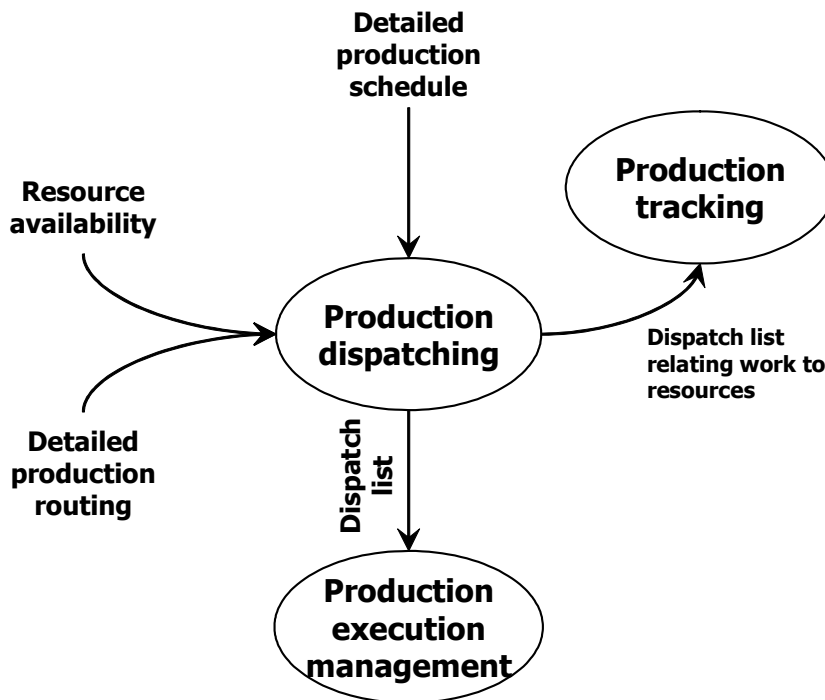 Detailed
production
schedule
Production
tracking
Resource
availability
Production
dispatching
Dispatch list
relating work to
resources
Detailed
production
routing
Dispatch
list
Production
execution
management